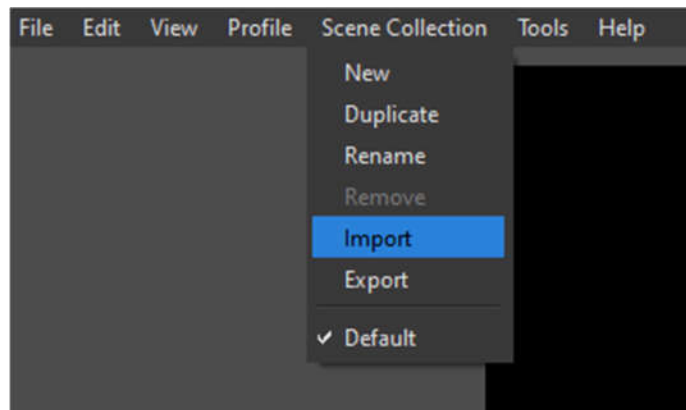 File Edit View Profile Scene Collection Tools Help
New
Duplicate
Rename
Remove
Import
Export
Default